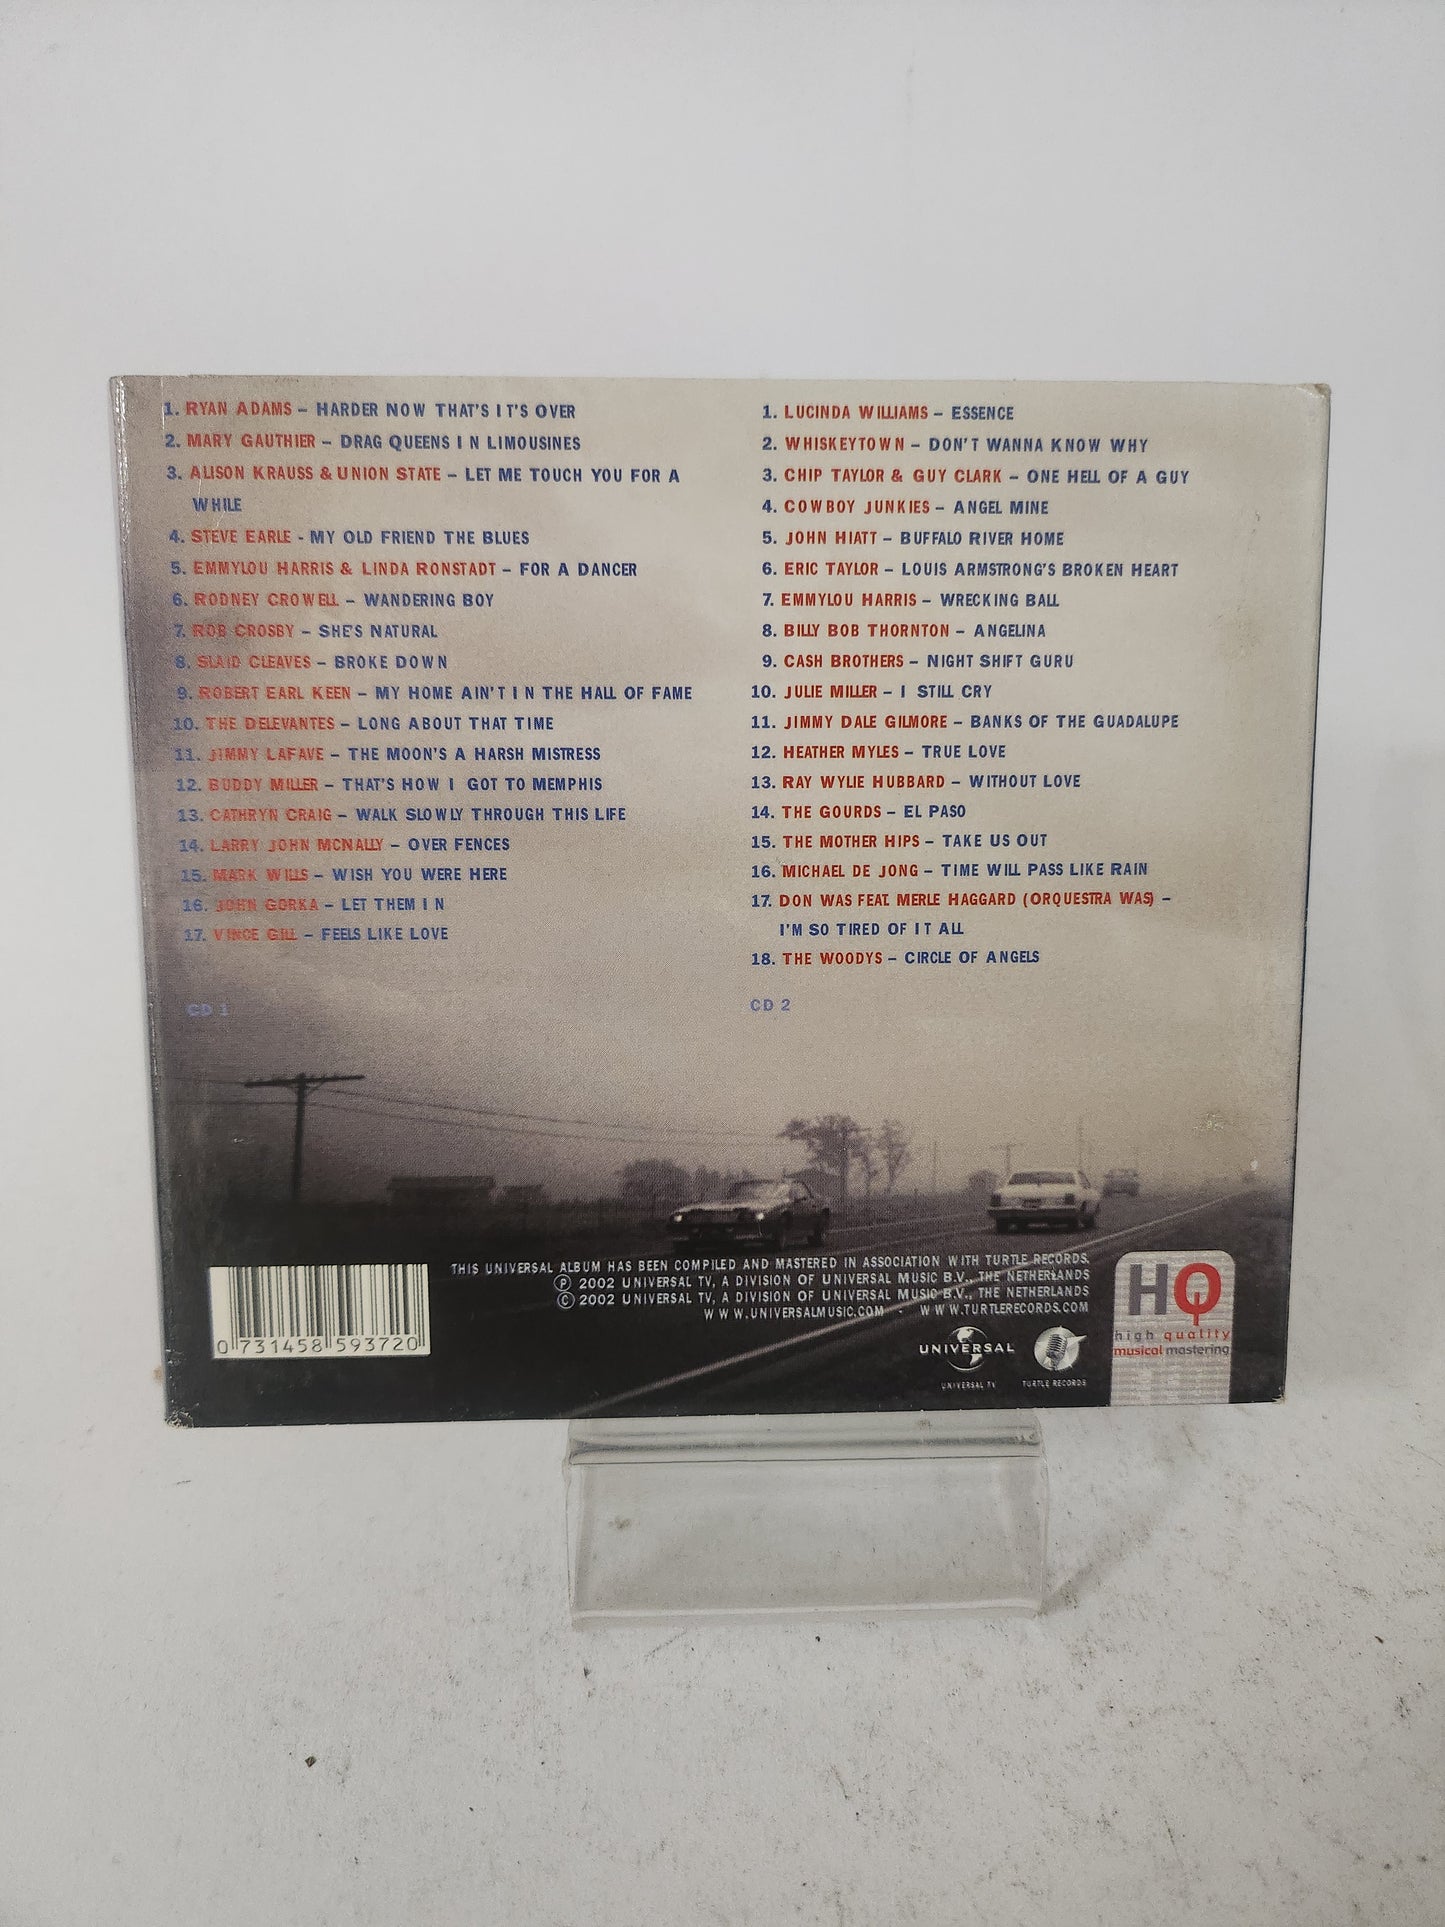 1. RYAN ADAMS – HARDER NOW THAT'S IT'S OVER
2. MARY GAUTHIER – DRAG QUEENS IN LIMOUSINES
3. ALISON KRAUSS & UNION STATE – LET ME TOUCH YOU FOR A
WHILE
4. STEVE EARLE - MY OLD FRIEND THE BLUES
5. EMMYLOU HARRIS & LINDA RONSTADT – FOR A DANCER
6. RODNEY CROWELL – WANDERING BOY
7. ROB CROSBY – SHE'S NATURAL
8. SLAID CLEAVES – BROKE DOWN
9. ROBERT EARL KEEN – MY HOME AIN'T IN THE HALL OF FAME
10. THE DELEVANTES – LONG ABOUT THAT TIME
11. JIMMY LAFAVE – THE MOON'S A HARSH MISTRESS
12. BUDDY MILLER – THAT'S HOW I GOT TO MEMPHIS
13. CATHRYN CRAIG – WALK SLOWLY THROUGH THIS LIFE
14. LARRY JOHN MCNALLY – OVER FENCES
15. MARK WILLS – WISH YOU WERE HERE
16. JOHN GORKA – LET THEM IN
17. VINCE GILL – FEELS LIKE LOVE
CD 1
1. LUCINDA WILLIAMS – ESSENCE
2. WHISKEYTOWN – DON'T WANNA KNOW WHY
3. CHIP TAYLOR & GUY CLARK – ONE HELL OF A GUY
4. COWBOY JUNKIES – ANGEL MINE
5. JOHN HIATT – BUFFALO RIVER HOME
6. ERIC TAYLOR – LOUIS ARMSTRONG'S BROKEN HEART
7. EMMYLOU HARRIS – WRECKING BALL
8. BILLY BOB THORNTON – ANGELINA
9. CASH BROTHERS – NIGHT SHIFT GURU
10. JULIE MILLER – I STILL CRY
11. JIMMY DALE GILMORE – BANKS OF THE GUADALUPE
12. HEATHER MYLES – TRUE LOVE
13. RAY WYLIE HUBBARD – WITHOUT LOVE
14. THE GOURDS – EL PASO
15. THE MOTHER HIPS – TAKE US OUT
16. MICHAEL DE JONG – TIME WILL PASS LIKE RAIN
17. DON WAS FEAT. MERLE HAGGARD (ORQUESTRA WAS) –
I'M SO TIRED OF IT ALL
18. THE WOODYS – CIRCLE OF ANGELS
CD 2
THIS UNIVERSAL ALBUM HAS BEEN COMPILED AND MASTERED IN ASSOCIATION WITH TURTLE RECORDS.
Ⓟ 2002 UNIVERSAL TV, A DIVISION OF UNIVERSAL MUSIC B.V., THE NETHERLANDS
© 2002 UNIVERSAL TV, A DIVISION OF UNIVERSAL MUSIC B.V., THE NETHERLANDS
WWW.UNIVERSALMUSIC.COM - WWW.TURTLERECORDS.COM
0 731458 593720
UNIVERSAL
UNIVERSAL TV
TURTLE RECORDS
HQ
high quality
musical mastering